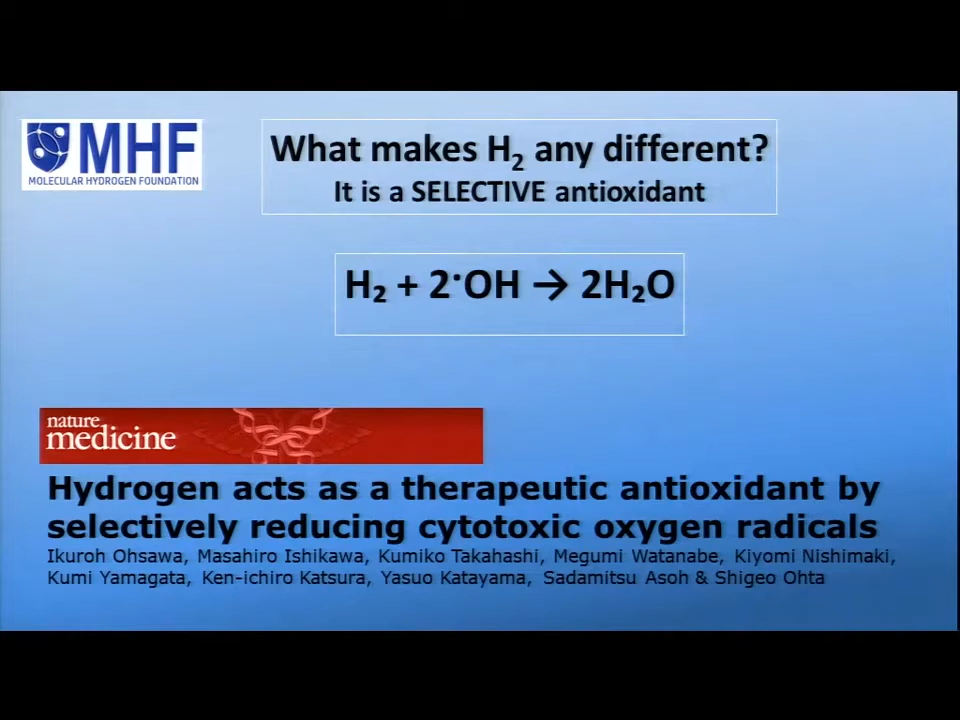 MHF
MOLECULAR HYDROGEN FOUNDATION
What makes H₂ any different?
It is a SELECTIVE antioxidant
H₂ + 2˙OH → 2H₂O
nature
medicine
Hydrogen acts as a therapeutic antioxidant by
selectively reducing cytotoxic oxygen radicals
Ikuroh Ohsawa, Masahiro Ishikawa, Kumiko Takahashi, Megumi Watanabe, Kiyomi Nishimaki,
Kumi Yamagata, Ken-ichiro Katsura, Yasuo Katayama, Sadamitsu Asoh & Shigeo Ohta